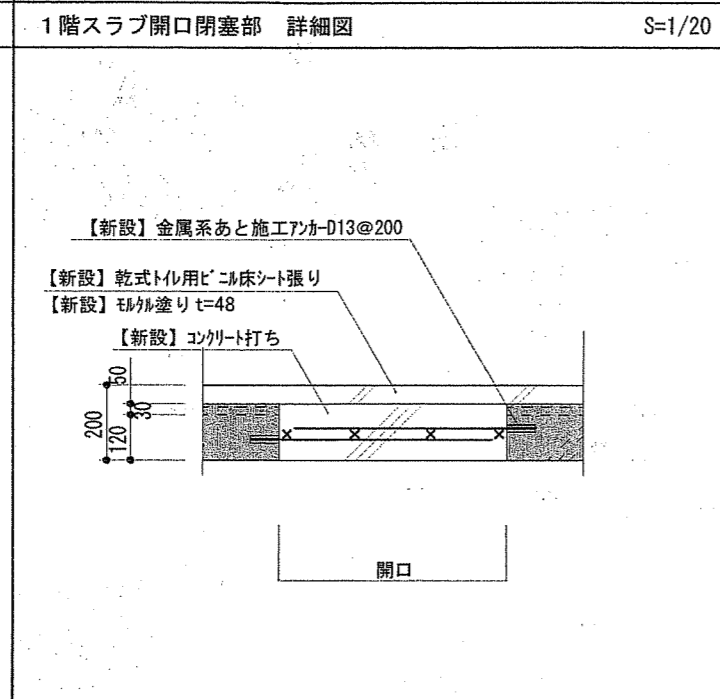 1階スラブ開口閉塞部　詳細図
S=1/20
【新設】金属系あと施工ｱﾝｶｰD13@200
【新設】乾式ﾄｲﾚ用ﾋﾞﾆﾙ床ｼｰﾄ張り
【新設】ﾓﾙﾀﾙ塗り t=48
【新設】ｺﾝｸﾘｰﾄ打ち
50
30
200
120
開口